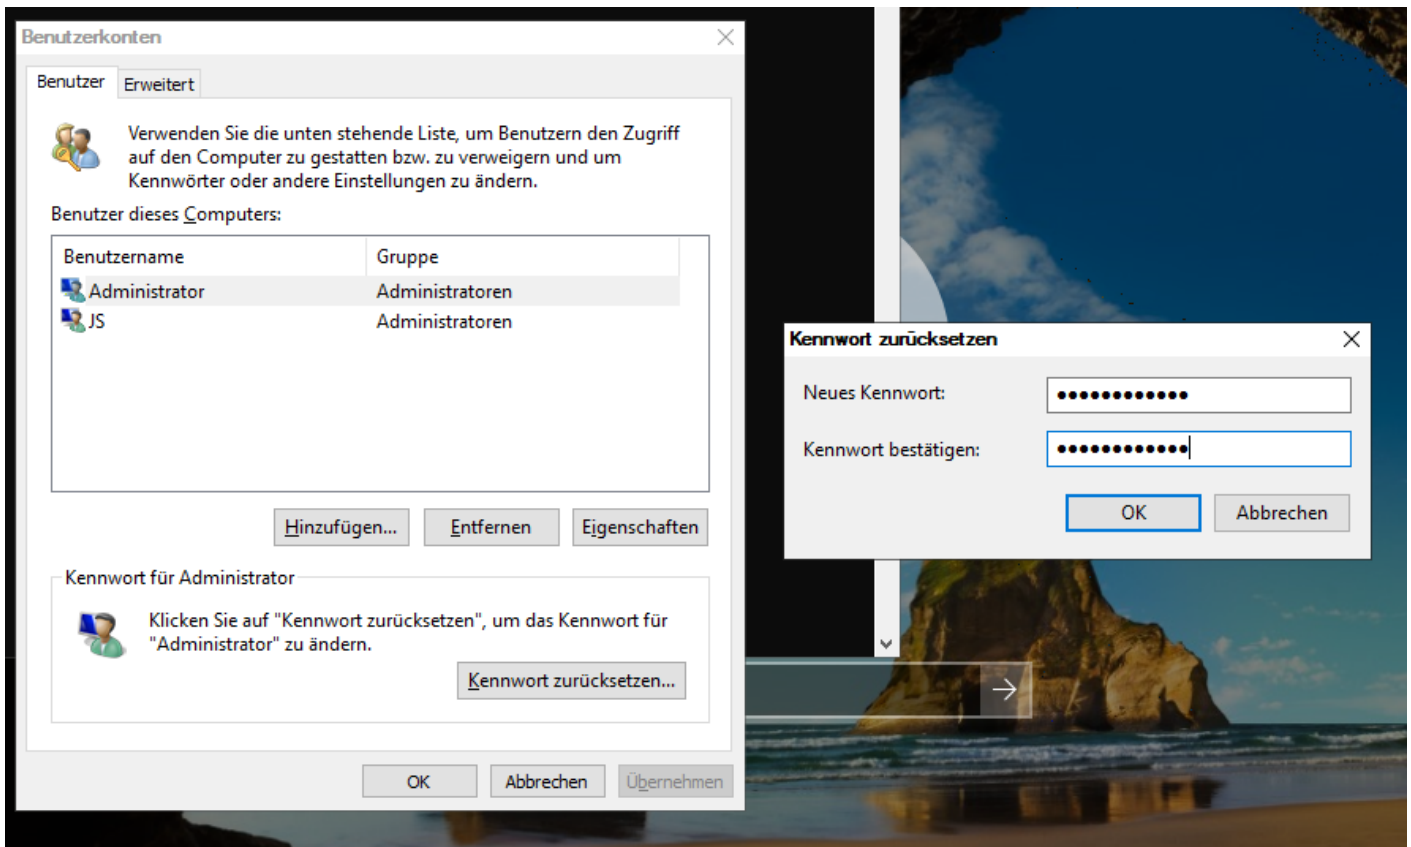 Benutzerkonten
Benutzer
Erweitert
Verwenden Sie die unten stehende Liste, um Benutzern den Zugriff
auf den Computer zu gestatten bzw. zu verweigern und um
Kennwörter oder andere Einstellungen zu ändern.
Benutzer dieses Computers:
Benutzername Gruppe
Administrator Administratoren
JS Administratoren
Hinzufügen... Entfernen Eigenschaften
Kennwort für Administrator
Klicken Sie auf "Kennwort zurücksetzen", um das Kennwort für
"Administrator" zu ändern.
Kennwort zurücksetzen...
OK Abbrechen Übernehmen
Kennwort zurücksetzen
Neues Kennwort: ●●●●●●●●●●●●
Kennwort bestätigen: ●●●●●●●●●●●●
OK Abbrechen